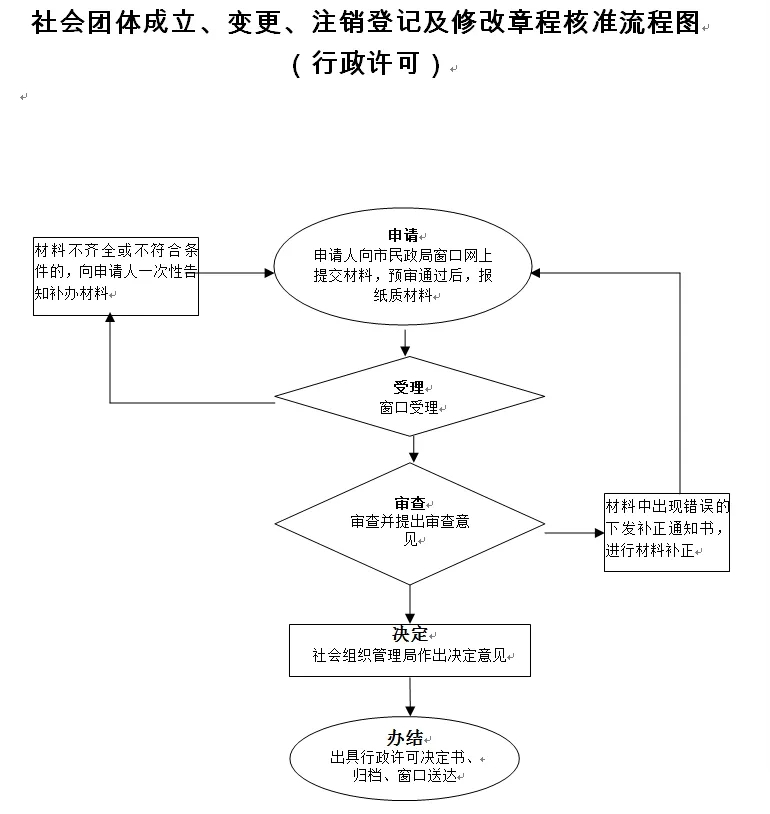 社会团体成立、变更、注销登记及修改章程核准流程图
（行政许可）
申请
申请人向市民政局窗口网上
提交材料，预审通过后，报
纸质材料
材料不齐全或不符合条
件的，向申请人一次性告
知补办材料
受理
窗口受理
审查
审查并提出审查意
见
材料中出现错误的
下发补正通知书，
进行材料补正
决定
社会组织管理局作出决定意见
办结
出具行政许可决定书、
归档、窗口送达